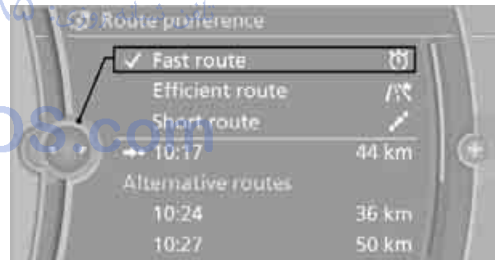 Route preference
✓ Fast route
Efficient route
Short route
10:17 44 km
Alternative routes
10:24 36 km
10:27 50 km